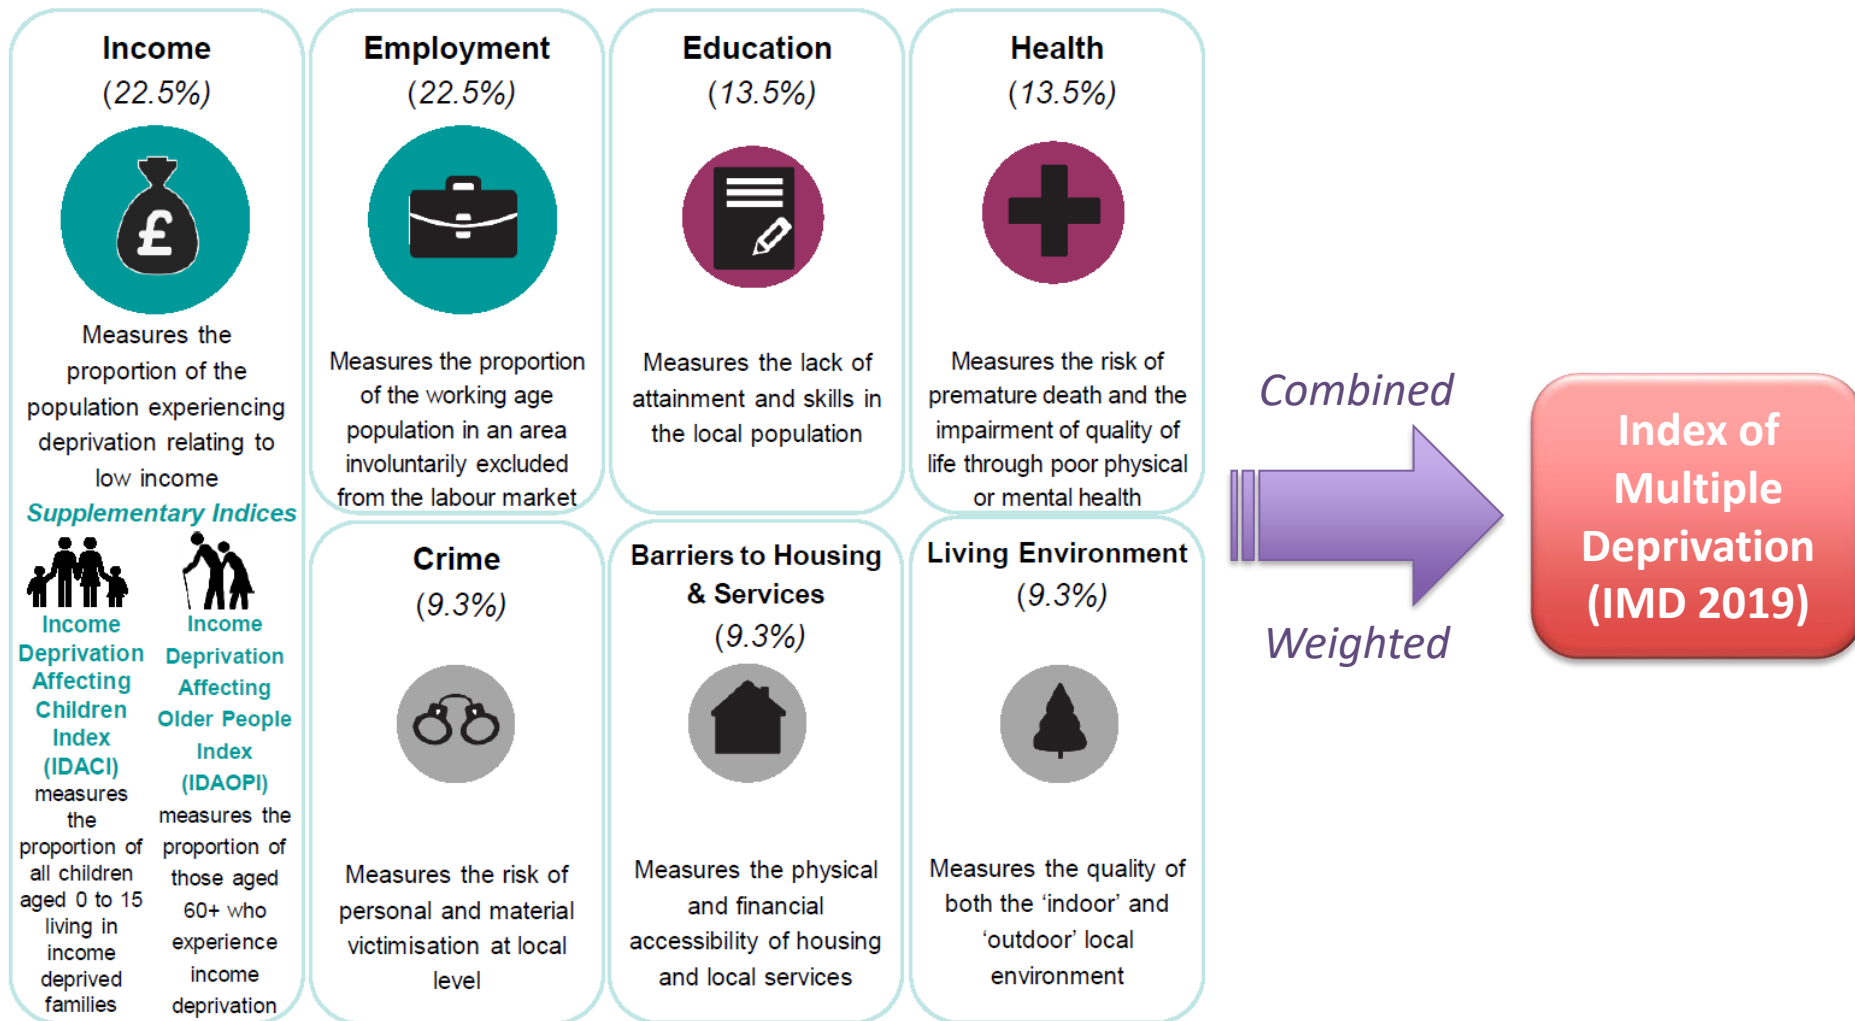 Income
(22.5%)
£
Measures the
proportion of the
population experiencing
deprivation relating to
low income
Supplementary Indices
Income
Deprivation
Affecting
Children
Index
(IDACI)
measures
the
proportion of
all children
aged 0 to 15
living in
income
deprived
families
Income
Deprivation
Affecting
Older People
Index
(IDAOPI)
measures the
proportion of
those aged
60+ who
experience
income
deprivation
Employment
(22.5%)
Measures the proportion
of the working age
population in an area
involuntarily excluded
from the labour market
Education
(13.5%)
Measures the lack of
attainment and skills in
the local population
Health
(13.5%)
Measures the risk of
premature death and the
impairment of quality of
life through poor physical
or mental health
Crime
(9.3%)
Measures the risk of
personal and material
victimisation at local
level
Barriers to Housing
& Services
(9.3%)
Measures the physical
and financial
accessibility of housing
and local services
Living Environment
(9.3%)
Measures the quality of
both the ‘indoor’ and
‘outdoor’ local
environment
Combined
Weighted
Index of
Multiple
Deprivation
(IMD 2019)